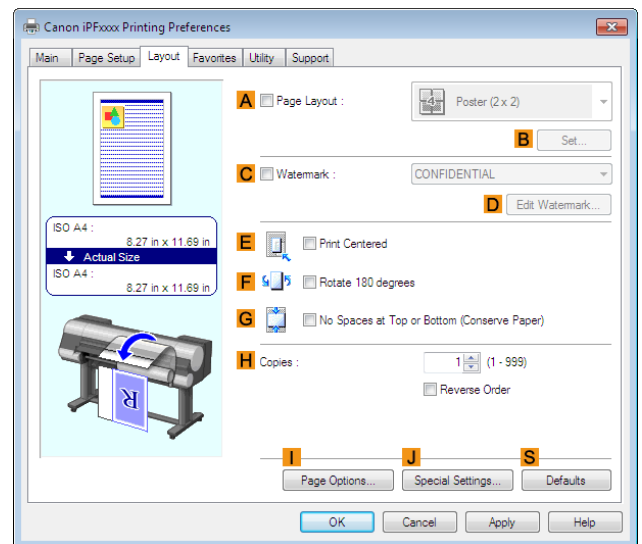 Canon iPFxxxx Printing Preferences
Main Page Setup Layout Favorites Utility Support
A Page Layout : 4 Poster (2 x 2)
B Set...
C Watermark : CONFIDENTIAL
D Edit Watermark...
ISO A4 :
8.27 in x 11.69 in
Actual Size
ISO A4 :
8.27 in x 11.69 in
E Print Centered
F Rotate 180 degrees
G No Spaces at Top or Bottom (Conserve Paper)
H Copies : 1 (1 - 999)
Reverse Order
R
I J S
Page Options... Special Settings... Defaults
OK Cancel Apply Help